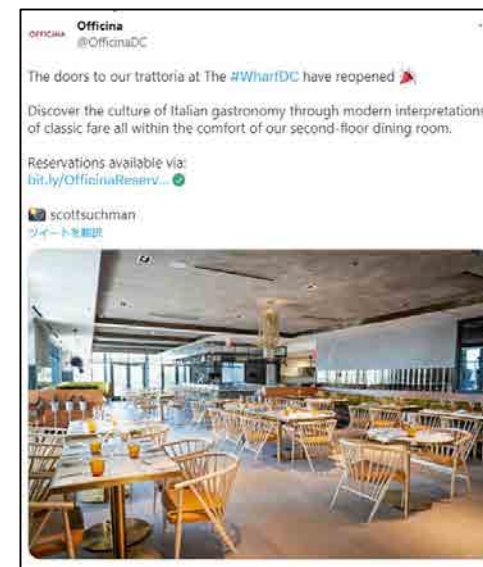 OFFICINA
Officina
@OfficinaDC
The doors to our trattoria at The #WharfDC have reopened 🎉
Discover the culture of Italian gastronomy through modern interpretations
of classic fare all within the comfort of our second-floor dining room.
Reservations available via:
bit.ly/OfficinaReserv... ✅
📸 scottsuchman
ツイートを翻訳